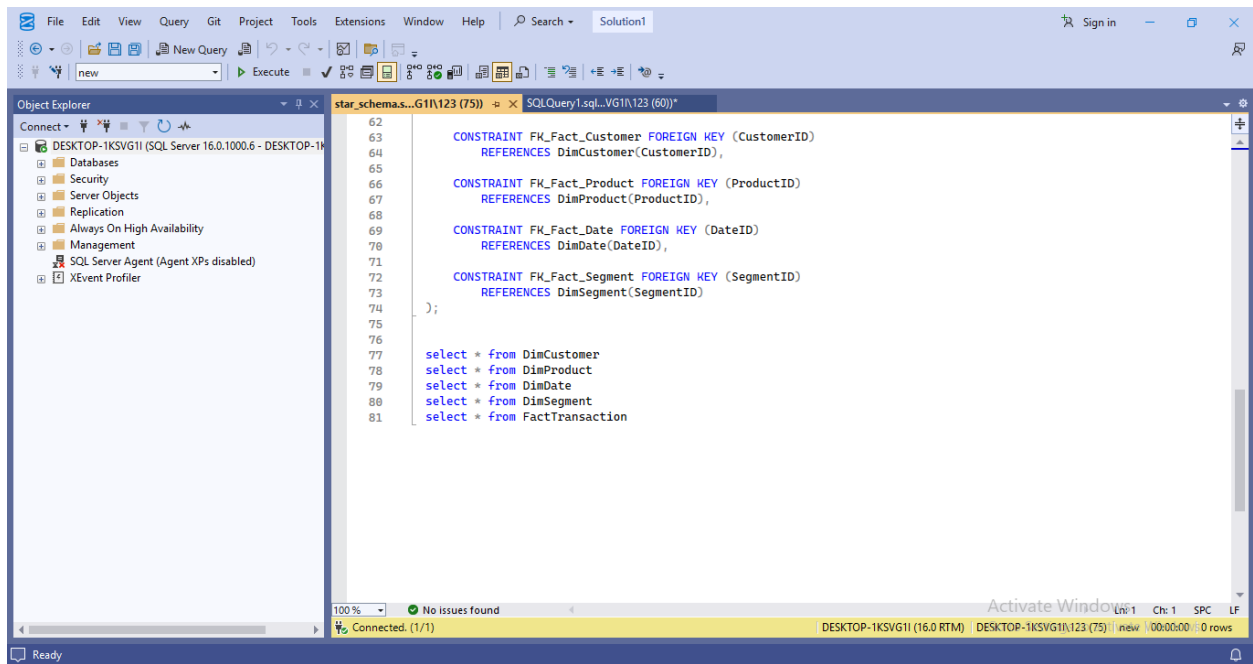 File Edit View Query Git Project Tools Extensions Window Help Search Solution1 Sign in
New Query
new Execute
Object Explorer
Connect
DESKTOP-1KSVG1I (SQL Server 16.0.1000.6 - DESKTOP-1K
Databases
Security
Server Objects
Replication
Always On High Availability
Management
SQL Server Agent (Agent XPs disabled)
XEvent Profiler
star_schema.s...G1I\123 (75)) SQLQuery1.sql...VG1I\123 (60))*
62
63 CONSTRAINT FK_Fact_Customer FOREIGN KEY (CustomerID)
64 REFERENCES DimCustomer(CustomerID),
65
66 CONSTRAINT FK_Fact_Product FOREIGN KEY (ProductID)
67 REFERENCES DimProduct(ProductID),
68
69 CONSTRAINT FK_Fact_Date FOREIGN KEY (DateID)
70 REFERENCES DimDate(DateID),
71
72 CONSTRAINT FK_Fact_Segment FOREIGN KEY (SegmentID)
73 REFERENCES DimSegment(SegmentID)
74 );
75
76
77 select * from DimCustomer
78 select * from DimProduct
79 select * from DimDate
80 select * from DimSegment
81 select * from FactTransaction
100 % No issues found Ln: 1 Ch: 1 SPC LF
Activate Windows
Connected. (1/1) DESKTOP-1KSVG1I (16.0 RTM) DESKTOP-1KSVG1I\123 (75) new 00:00:00 0 rows
Ready